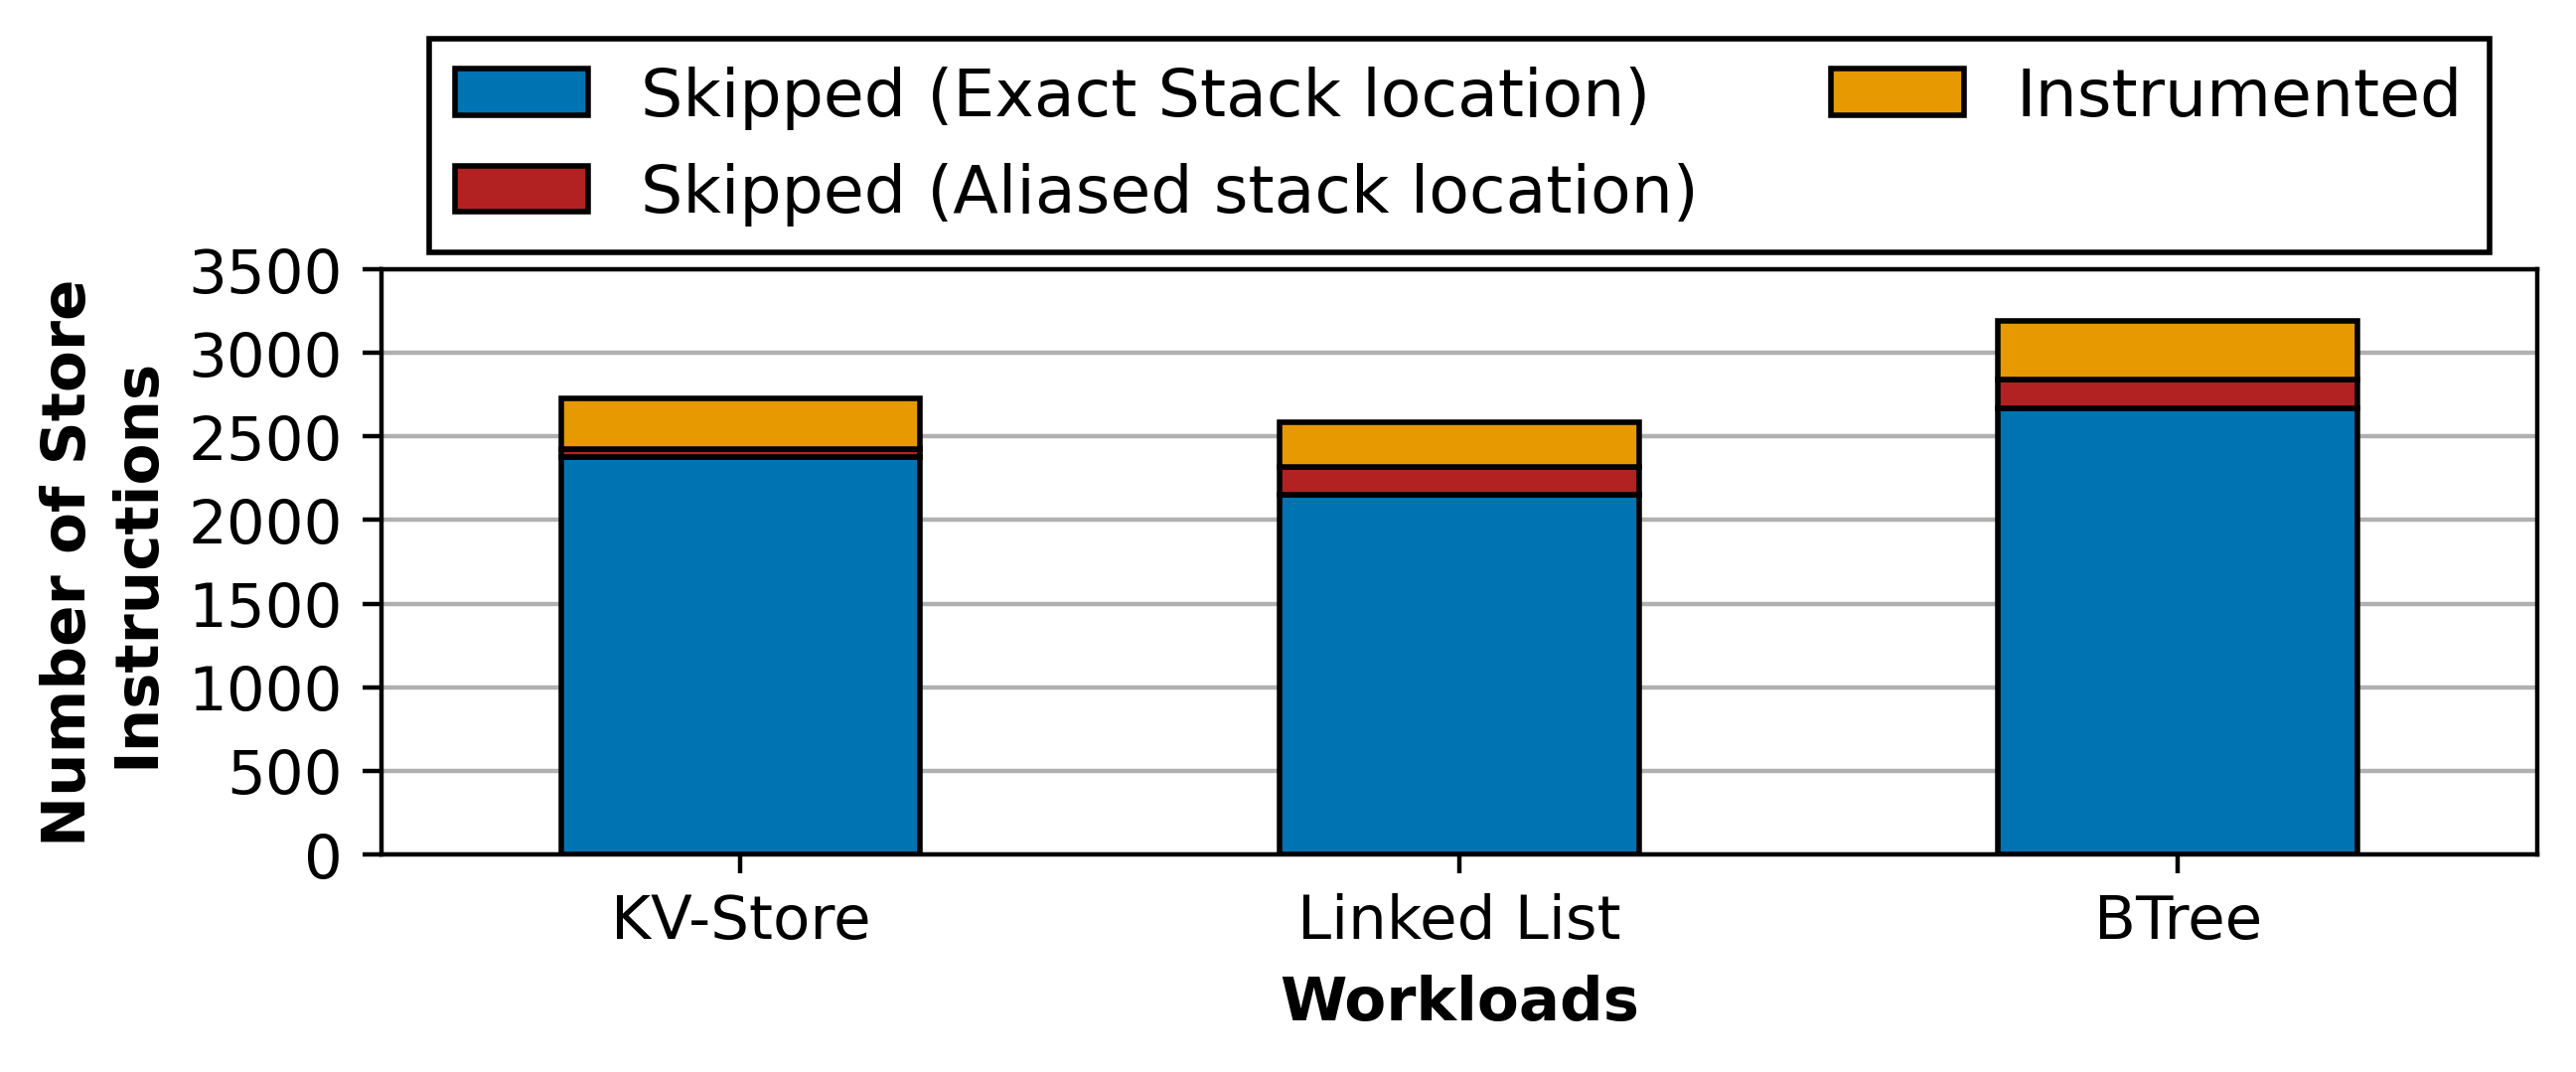 Skipped (Exact Stack location)
Skipped (Aliased stack location)
Instrumented
Number of Store
Instructions
3500
3000
2500
2000
1500
1000
500
0
KV-Store
Linked List
BTree
Workloads